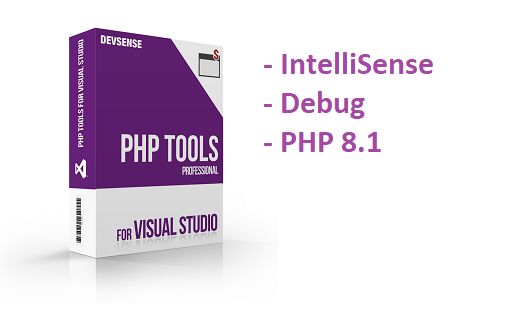 DEVSENSE
PHP TOOLS FOR VISUAL STUDIO
S
PHP TOOLS
PROFESSIONAL
FOR VISUAL STUDIO
- IntelliSense
- Debug
- PHP 8.1